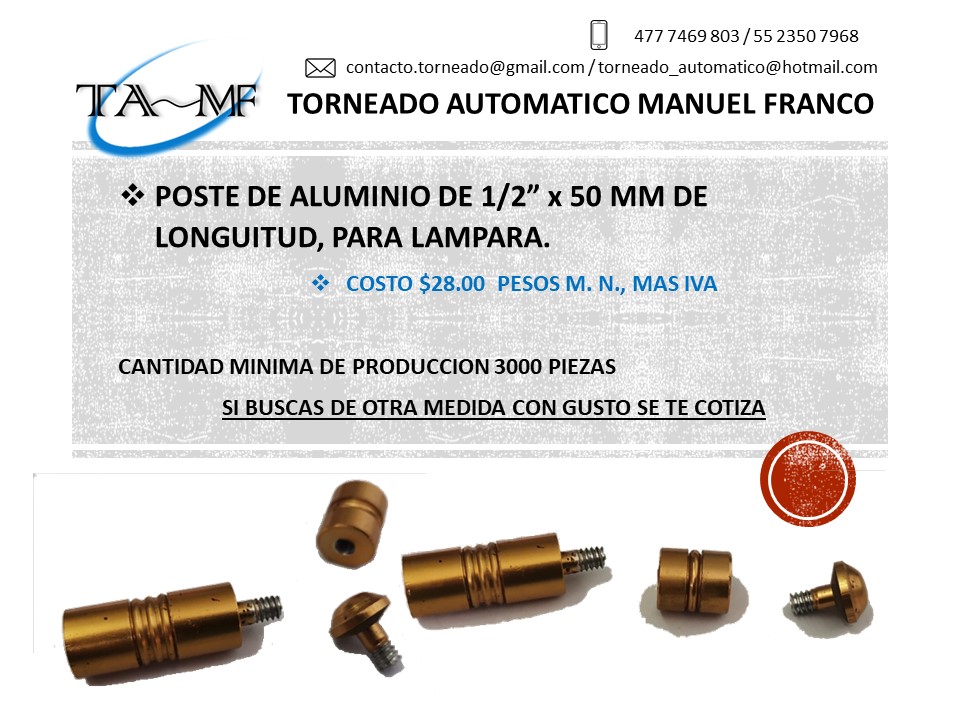 477 7469 803 / 55 2350 7968
contacto.torneado@gmail.com / torneado_automatico@hotmail.com
TA~MF
TORNEADO AUTOMATICO MANUEL FRANCO
❖ POSTE DE ALUMINIO DE 1/2” x 50 MM DE
LONGUITUD, PARA LAMPARA.
❖ COSTO $28.00 PESOS M. N., MAS IVA
CANTIDAD MINIMA DE PRODUCCION 3000 PIEZAS
SI BUSCAS DE OTRA MEDIDA CON GUSTO SE TE COTIZA